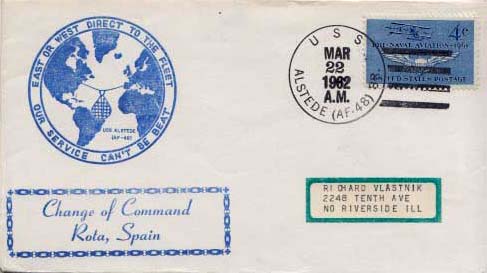 EAST OR WEST DIRECT TO THE FLEET
USS ALSTEDE
(AF-48)
OUR SERVICE CAN'T BE BEAT
Change of Command
Rota, Spain
U S S
MAR
22
1962
A.M.
ALSTEDE (AF-48)
4¢
1911-NAVAL AVIATION-1961
UNITED STATES POSTAGE
RICHARD VLASTNIK
2248 TENTH AVE
NO RIVERSIDE ILL